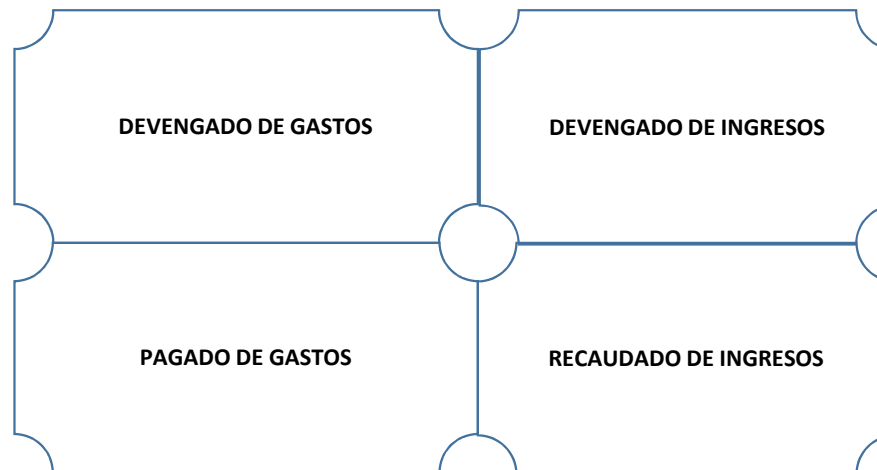 DEVENGADO DE GASTOS
DEVENGADO DE INGRESOS
PAGADO DE GASTOS
RECAUDADO DE INGRESOS